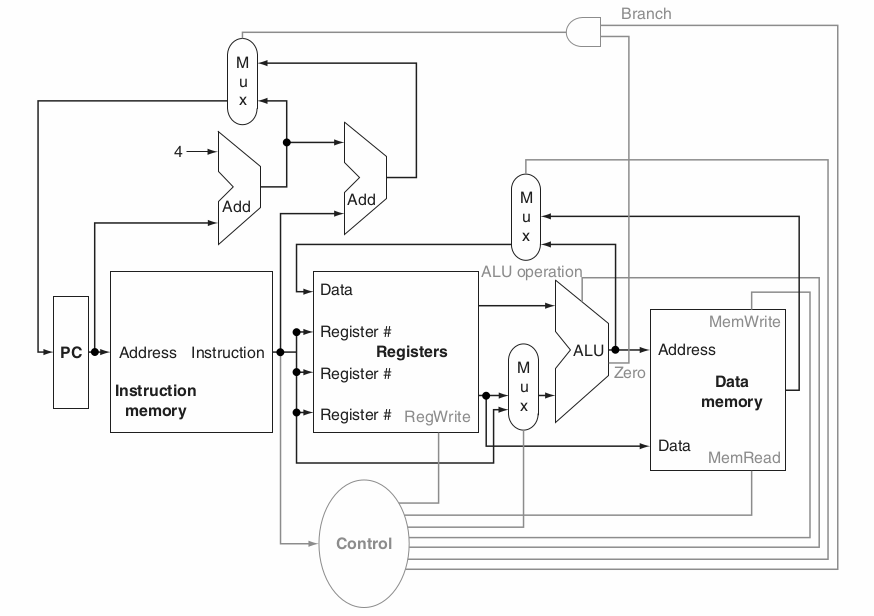 Branch
M
u
x
4
Add
Add
M
u
x
ALU operation
Data
Register #
Registers
Register #
Register #
RegWrite
PC
Address
Instruction
Instruction
memory
M
u
x
ALU
Zero
MemWrite
Address
Data
memory
Data
MemRead
Control